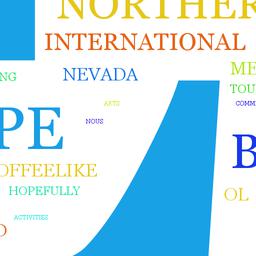 NORTHER
INTERNATIONAL
ME
NG
NEVADA
TOU
ARTS
COMM
PE
NOUS
B
OFFEELIKE
HOPEFULLY
OL
ACTIVITIES
O